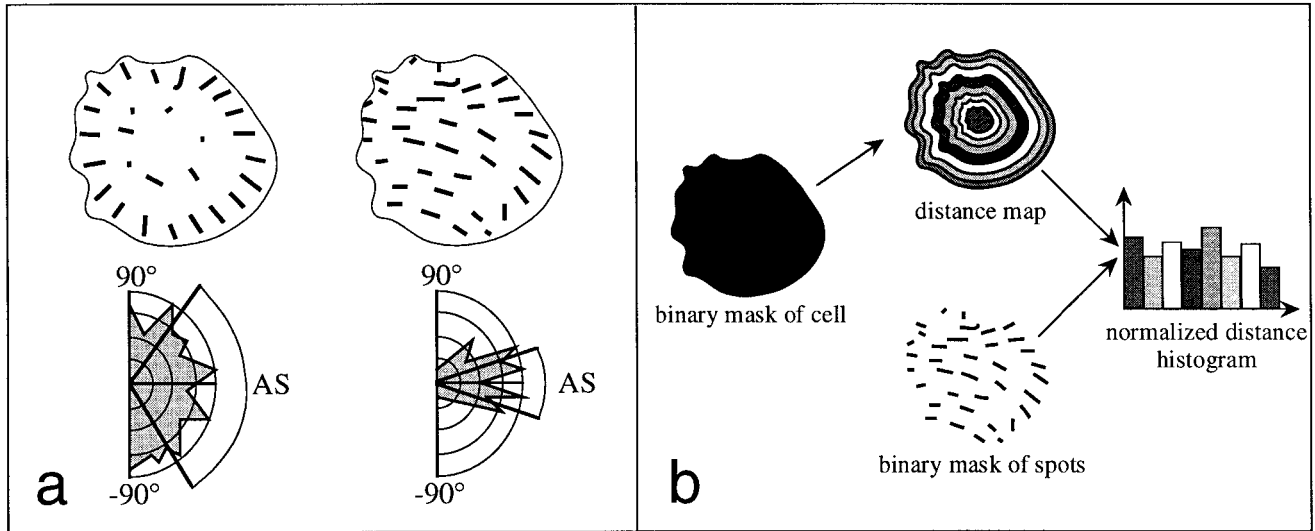 90°
AS
-90°
90°
AS
-90°
a
distance map
binary mask of cell
normalized distance
histogram
binary mask of spots
b